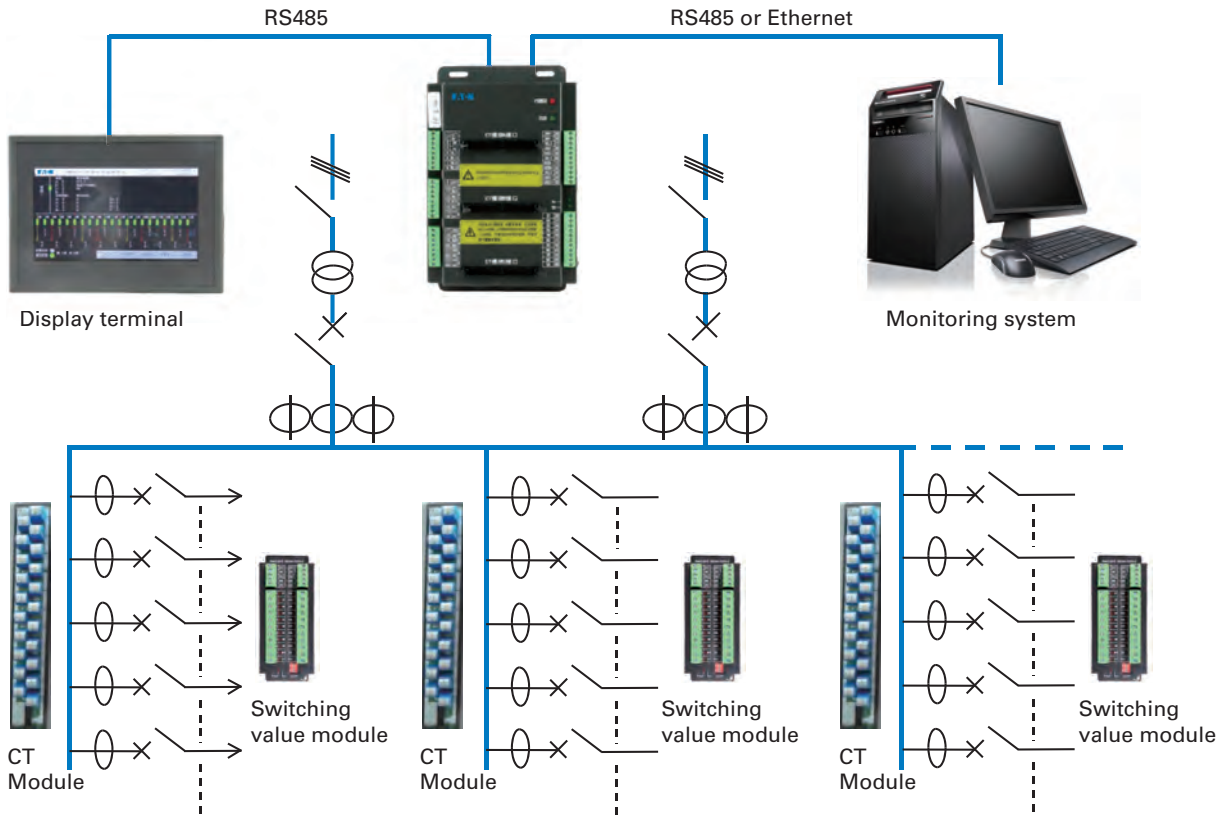 RS485
RS485 or Ethernet
EATON
Display terminal
Monitoring system
Switching
value module
Switching
value module
Switching
value module
CT
Module
CT
Module
CT
Module